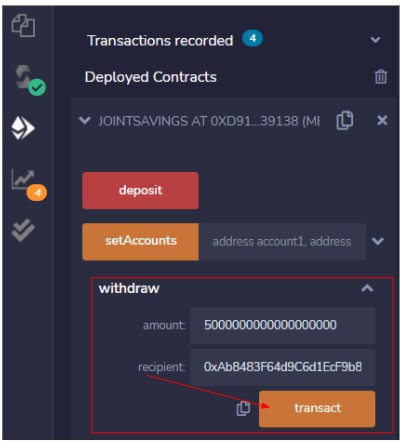 Transactions recorded 4
Deployed Contracts
JOINTSAVINGS AT 0XD91...39138 (ME
deposit
setAccounts address account1, address
4
withdraw
amount: 5000000000000000000
recipient: 0xAb8483F64d9C6d1EcF9b8
transact